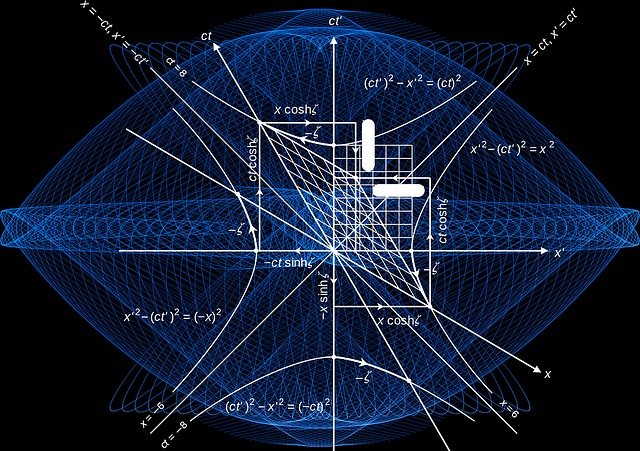 x = −ct, x′ = −ct′
ct
ct′
x = ct, x′ = ct′
ct = 8
(ct′)² − x′² = (ct)²
x coshζ
−ζ
x′² − (ct′)² = x²
ct coshζ
ct coshζ
−ζ
x′
−ct sinhζ
−ζ
−x sinhζ
x′² − (ct′)² = (−x)²
x coshζ
x
−ζ
(ct′)² − x′² = (−ct)²
x = −6
x = 6
ct = −8